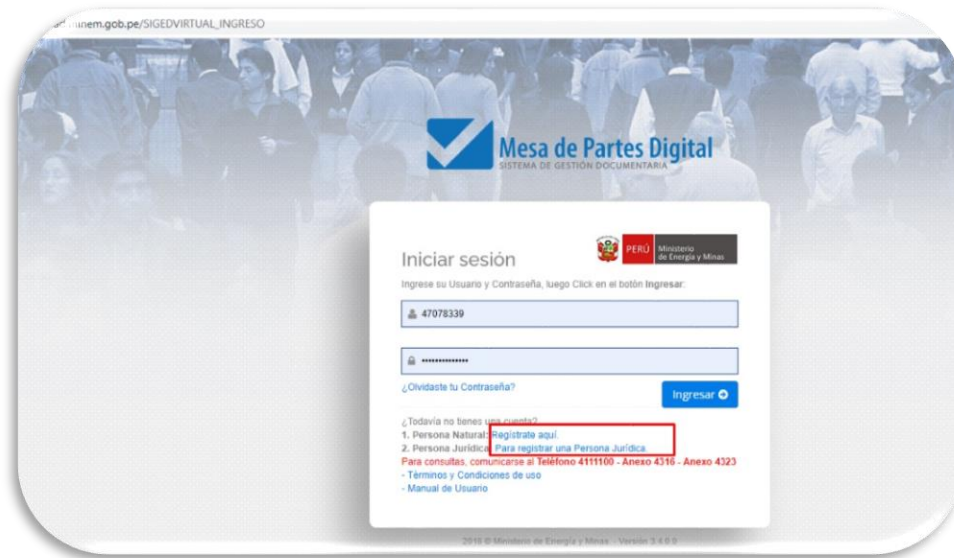 minem.gob.pe/SIGEDVIRTUAL_INGRESO
Mesa de Partes Digital
SISTEMA DE GESTIÓN DOCUMENTARIA
Iniciar sesión
PERÚ
Ministerio
de Energía y Minas
Ingrese su Usuario y Contraseña, luego Click en el botón Ingresar.
47078339
••••••••••••••
¿Olvidaste tu Contraseña?
Ingresar
¿Todavía no tienes una cuenta?
1. Persona Natural: Regístrate aquí.
2. Persona Jurídica: Para registrar una Persona Jurídica.
Para consultas, comunicarse al Teléfono 4111100 - Anexo 4316 - Anexo 4323
- Términos y Condiciones de uso
- Manual de Usuario
2018 © Ministerio de Energía y Minas - Versión 3.4.0.0